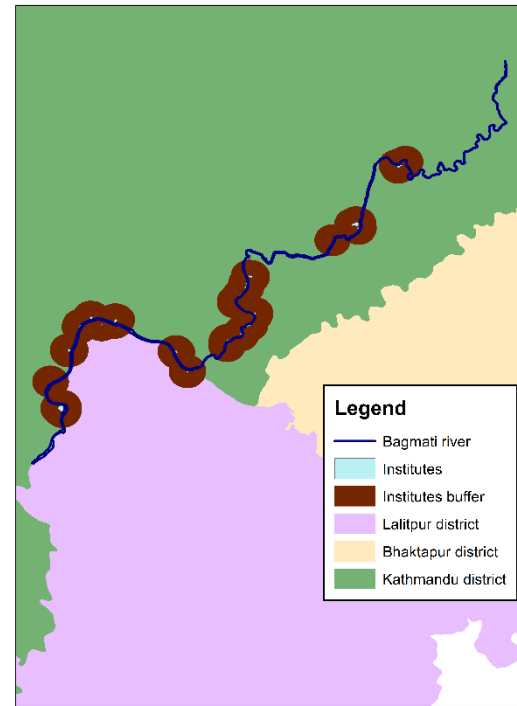 Legend
Bagmati river
Institutes
Institutes buffer
Lalitpur district
Bhaktapur district
Kathmandu district